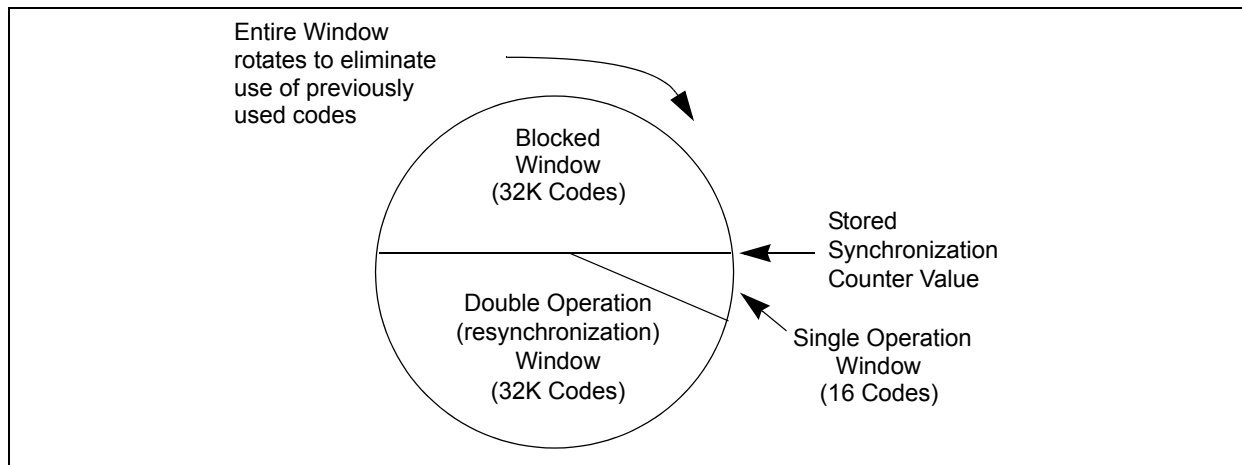 Entire Window
rotates to eliminate
use of previously
used codes
Blocked
Window
(32K Codes)
Stored
Synchronization
Counter Value
Double Operation
(resynchronization)
Window
(32K Codes)
Single Operation
Window
(16 Codes)